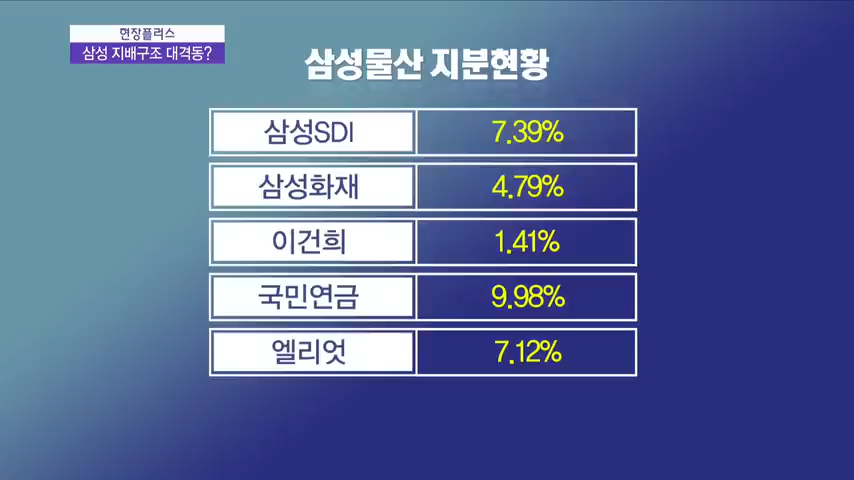 현장플러스
삼성 지배구조 대격동?
삼성물산 지분현황
삼성SDI 7.39%
삼성화재 4.79%
이건희 1.41%
국민연금 9.98%
엘리엇 7.12%